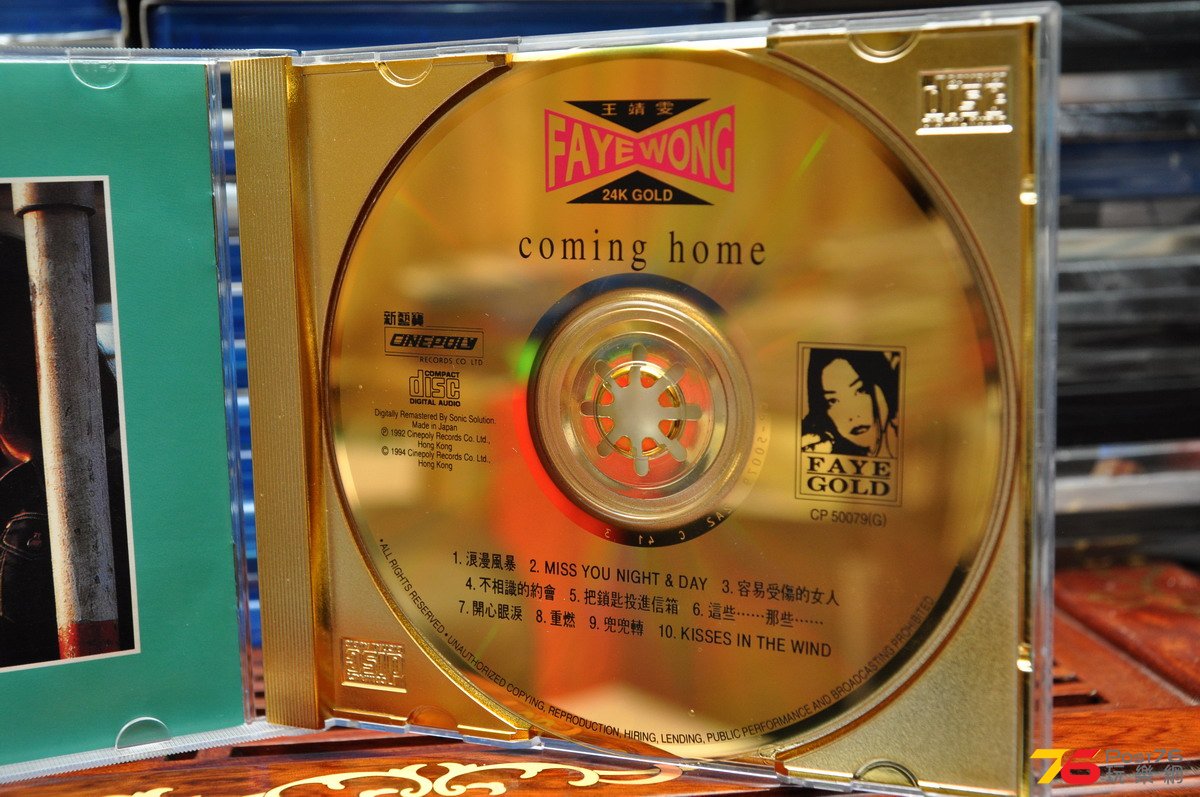 王靖雯
FAYE WONG
24K GOLD
coming home
新藝寶
CINEPOLY
RECORDS CO LTD
COMPACT
disc
DIGITAL AUDIO
Digitally Remastered By Sonic Solution.
Made in Japan
Ⓟ 1992 Cinepoly Records Co. Ltd.,
Hong Kong
© 1994 Cinepoly Records Co. Ltd.,
Hong Kong
FAYE
GOLD
CP 50079(G)
1. 浪漫風暴 2. MISS YOU NIGHT & DAY 3. 容易受傷的女人
4. 不相識的約會 5. 把鎖匙投進信箱 6. 這些……那些……
7. 開心眼淚 8. 重燃 9. 兜兜轉 10. KISSES IN THE WIND
• ALL RIGHTS RESERVED • UNAUTHORIZED COPYING, REPRODUCTION, HIRING, LENDING, PUBLIC PERFORMANCE AND BROADCASTING PROHIBITED
76 Post76
玩樂網